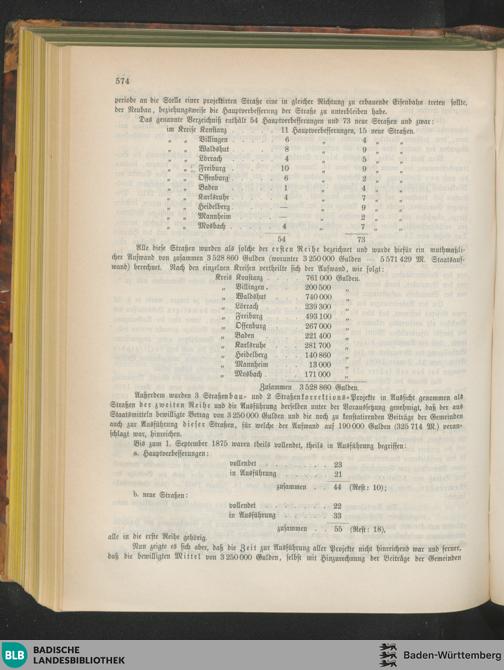 574
periode an die Stelle einer projektirten Straße eine in gleicher Richtung zu erbauende Eisenbahn treten sollte,
der Neubau, beziehungsweise die Hauptverbesserung der Straße zu unterbleiben habe.
Das genannte Verzeichniß enthält 54 Hauptverbesserungen und 73 neue Straßen und zwar:
im Kreise Konstanz . . . 11 Hauptverbesserungen, 15 neue Straßen.
„ „ Villingen . . . 6 „ 4 „ „
„ „ Waldshut . . . 8 „ 9 „ „
„ „ Lörrach . . . 4 „ 5 „ „
„ „ Freiburg . . . 10 „ 9 „ „
„ „ Offenburg . . . 6 „ 2 „ „
„ „ Baden . . . 1 „ 4 „ „
„ „ Karlsruhe . . . 4 „ 7 „ „
„ „ Heidelberg . . . — „ 9 „ „
„ „ Mannheim . . . — „ 2 „ „
„ „ Mosbach . . . 4 „ 7 „ „
54 73
Alle diese Straßen wurden als solche der ersten Reihe bezeichnet und wurde hiefür ein muthmaßli-
cher Aufwand von zusammen 3 528 860 Gulden (worunter 3 250 000 Gulden = 5 571 429 M. Staatsauf-
wand) berechnet. Nach den einzelnen Kreisen vertheilte sich der Aufwand, wie folgt:
Kreis Konstanz . . . 761 000 Gulden.
„ Villingen . . . 200 500 „
„ Waldshut . . . 740 000 „
„ Lörrach . . . 239 300 „
„ Freiburg . . . 493 100 „
„ Offenburg . . . 267 000 „
„ Baden . . . 221 400 „
„ Karlsruhe . . . 281 700 „
„ Heidelberg . . . 140 860 „
„ Mannheim . . . 13 000 „
„ Mosbach . . . 171 000 „
Zusammen 3 528 860 Gulden.
Außerdem wurden 3 Straßenbau- und 2 Straßenkorrektions-Projekte in Aussicht genommen als
Straßen der zweiten Reihe und die Ausführung derselben unter der Voraussetzung genehmigt, daß der aus
Staatsmitteln bewilligte Betrag von 3 250 000 Gulden und die noch zu konstatirenden Beiträge der Gemeinden
auch zur Ausführung dieser Straßen, für welche der Aufwand auf 190 000 Gulden (325 714 M.) veran-
schlagt war, hinreichen.
Bis zum 1. September 1875 waren theils vollendet, theils in Ausführung begriffen:
a. Hauptverbesserungen:
vollendet . . . 23
in Ausführung . . . 21
zusammen . . 44 (Rest: 10);
b. neue Straßen:
vollendet . . . 22
in Ausführung . . . 33
zusammen . . 55 (Rest: 18),
alle in die erste Reihe gehörig.
Nun zeigte es sich aber, daß die Zeit zur Ausführung aller Projekte nicht hinreichend war und ferner,
daß die bewilligten Mittel von 3 250 000 Gulden, selbst mit Hinzurechnung der Beiträge der Gemeinden
BLB BADISCHE
LANDESBIBLIOTHEK
Baden-Württemberg